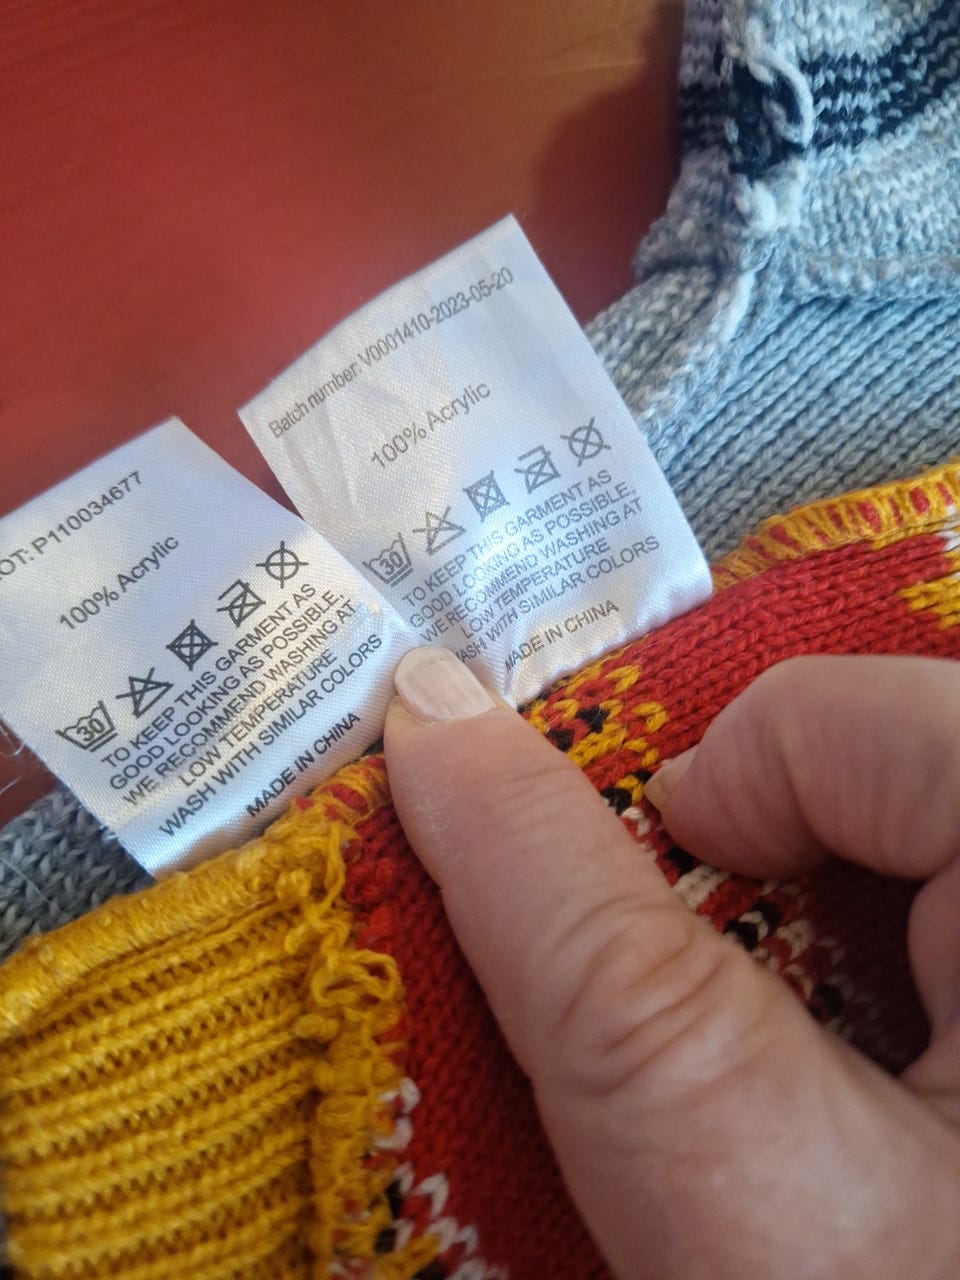 LOT: P110034677
100% Acrylic
30
TO KEEP THIS GARMENT AS
GOOD LOOKING AS POSSIBLE,
WE RECOMMEND WASHING AT
LOW TEMPERATURE
WASH WITH SIMILAR COLORS
MADE IN CHINA
Batch number: V0001410-2023-05-20
100% Acrylic
30
TO KEEP THIS GARMENT AS
GOOD LOOKING AS POSSIBLE,
WE RECOMMEND WASHING AT
LOW TEMPERATURE
WASH WITH SIMILAR COLORS
MADE IN CHINA